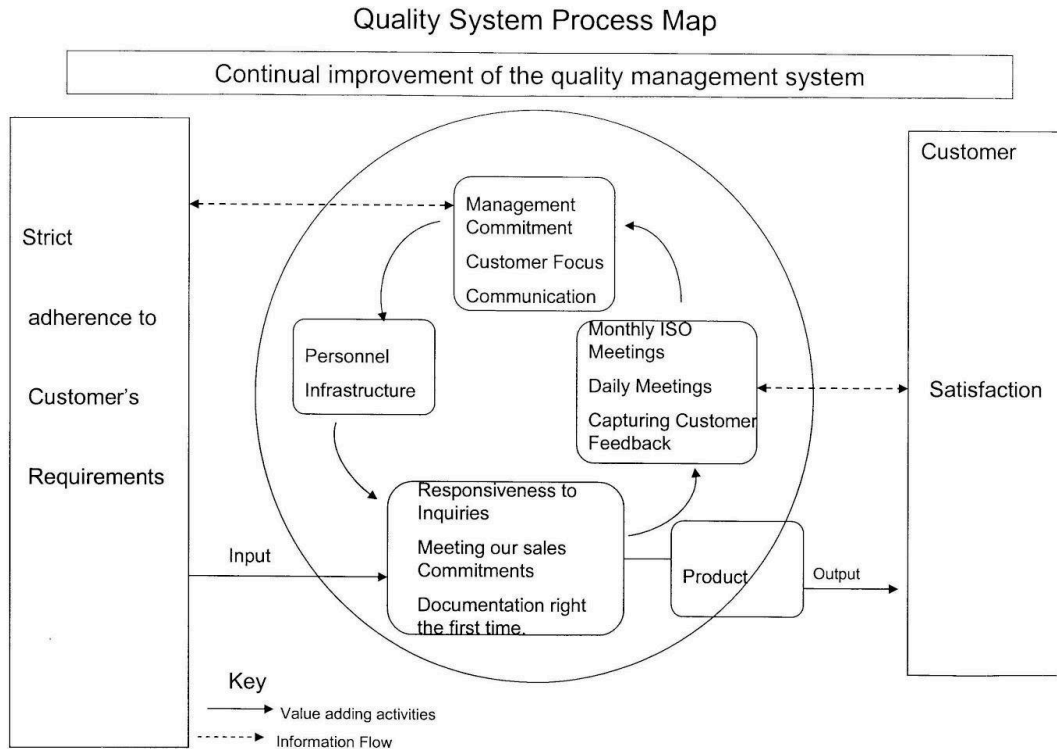 Quality System Process Map
Continual improvement of the quality management system
Strict
adherence to
Customer's
Requirements
Management
Commitment
Customer Focus
Communication
Personnel
Infrastructure
Monthly ISO
Meetings
Daily Meetings
Capturing Customer
Feedback
Responsiveness to
Inquiries
Meeting our sales
Commitments
Documentation right
the first time.
Input
Product
Output
Customer
Satisfaction
Key
Value adding activities
Information Flow